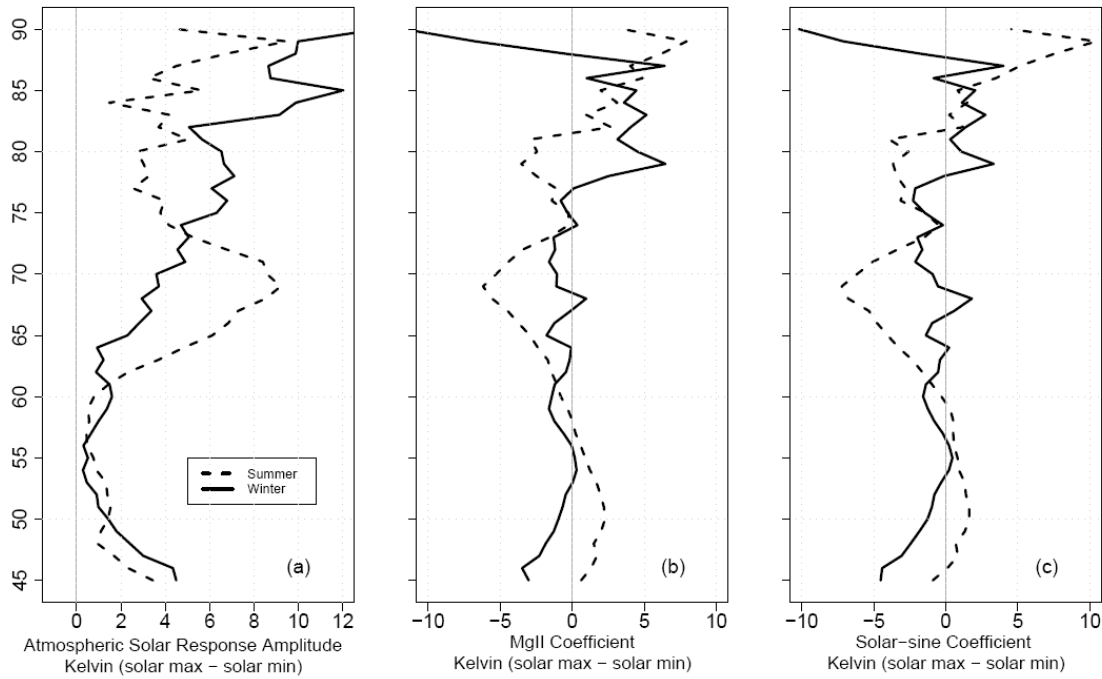 90
85
80
75
70
65
60
55
50
45
Summer
Winter
(a)
(b)
(c)
0 2 4 6 8 10 12
−10 −5 0 5 10
−10 −5 0 5 10
Atmospheric Solar Response Amplitude
Kelvin (solar max − solar min)
MgII Coefficient
Kelvin (solar max − solar min)
Solar−sine Coefficient
Kelvin (solar max − solar min)